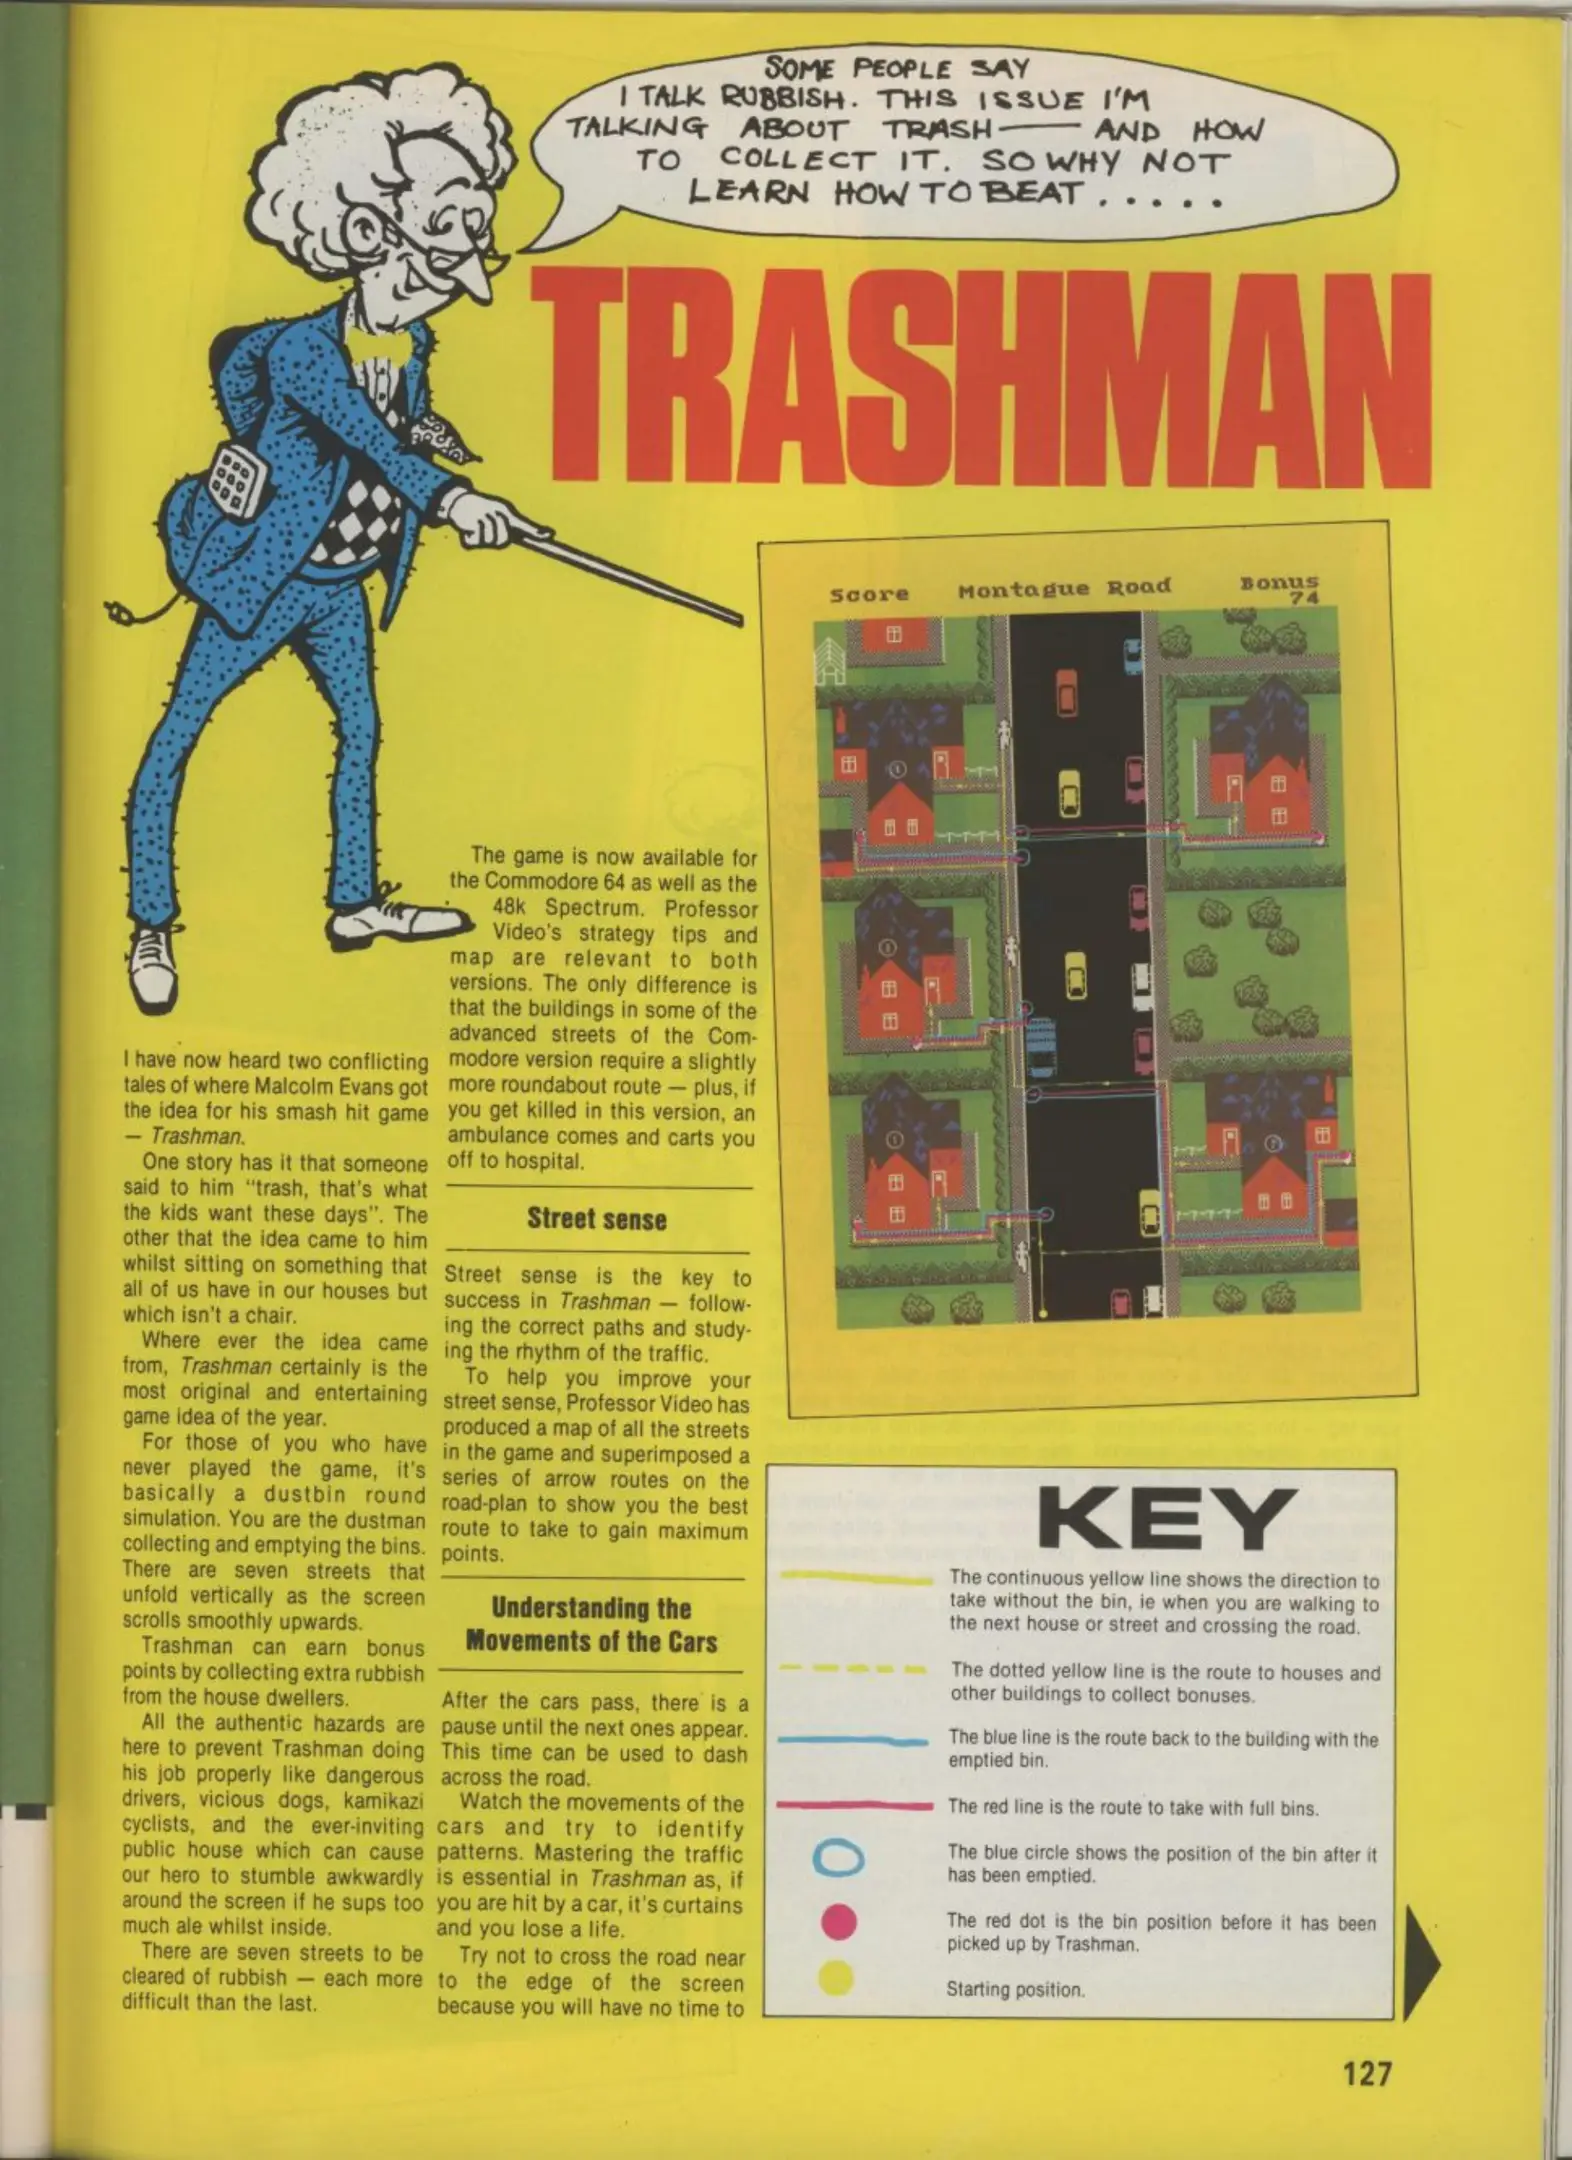 SOME PEOPLE SAY
I TALK RUBBISH. THIS ISSUE I'M
TALKING ABOUT TRASH — AND HOW
TO COLLECT IT. SO WHY NOT
LEARN HOW TO BEAT.....
TRASHMAN
Score Montague Road Bonus
74
I have now heard two conflicting
tales of where Malcolm Evans got
the idea for his smash hit game
— Trashman.
One story has it that someone
said to him "trash, that's what
the kids want these days". The
other that the idea came to him
whilst sitting on something that
all of us have in our houses but
which isn't a chair.
Where ever the idea came
from, Trashman certainly is the
most original and entertaining
game idea of the year.
For those of you who have
never played the game, it's
basically a dustbin round
simulation. You are the dustman
collecting and emptying the bins.
There are seven streets that
unfold vertically as the screen
scrolls smoothly upwards.
Trashman can earn bonus
points by collecting extra rubbish
from the house dwellers.
All the authentic hazards are
here to prevent Trashman doing
his job properly like dangerous
drivers, vicious dogs, kamikazi
cyclists, and the ever-inviting
public house which can cause
our hero to stumble awkwardly
around the screen if he sups too
much ale whilst inside.
There are seven streets to be
cleared of rubbish — each more
difficult than the last.
The game is now available for
the Commodore 64 as well as the
48k Spectrum. Professor
Video's strategy tips and
map are relevant to both
versions. The only difference is
that the buildings in some of the
advanced streets of the Com-
modore version require a slightly
more roundabout route — plus, if
you get killed in this version, an
ambulance comes and carts you
off to hospital.
Street sense
Street sense is the key to
success in Trashman — follow-
ing the correct paths and study-
ing the rhythm of the traffic.
To help you improve your
street sense, Professor Video has
produced a map of all the streets
in the game and superimposed a
series of arrow routes on the
road-plan to show you the best
route to take to gain maximum
points.
Understanding the
Movements of the Cars
After the cars pass, there is a
pause until the next ones appear.
This time can be used to dash
across the road.
Watch the movements of the
cars and try to identify
patterns. Mastering the traffic
is essential in Trashman as, if
you are hit by a car, it's curtains
and you lose a life.
Try not to cross the road near
to the edge of the screen
because you will have no time to
KEY
The continuous yellow line shows the direction to
take without the bin, ie when you are walking to
the next house or street and crossing the road.
The dotted yellow line is the route to houses and
other buildings to collect bonuses.
The blue line is the route back to the building with the
emptied bin.
The red line is the route to take with full bins.
The blue circle shows the position of the bin after it
has been emptied.
The red dot is the bin position before it has been
picked up by Trashman.
Starting position.
127